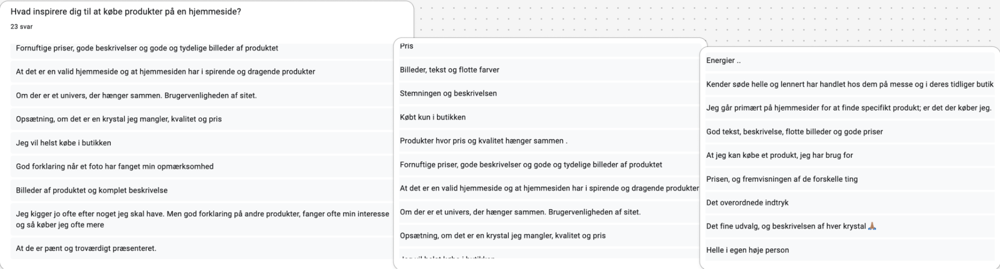 Hvad inspirere dig til at købe produkter på en hjemmeside?
23 svar
Fornuftige priser, gode beskrivelser og gode og tydelige billeder af produktet
At det er en valid hjemmeside og at hjemmesiden har i spirende og dragende produkter
Om der er et univers, der hænger sammen. Brugervenligheden af sitet.
Opsætning, om det er en krystal jeg mangler, kvalitet og pris
Jeg vil helst købe i butikken
God forklaring når et foto har fanget min opmærksomhed
Billeder af produktet og komplet beskrivelse
Jeg kigger jo ofte efter noget jeg skal have. Men god forklaring på andre produkter, fanger ofte min interesse
og så køber jeg ofte mere
At de er pænt og troværdigt præsenteret.
Pris
Billeder, tekst og flotte farver
Stemningen og beskrivelsen
Købt kun i butikken
Produkter hvor pris og kvalitet hænger sammen .
Fornuftige priser, gode beskrivelser og gode og tydelige billeder af produktet
At det er en valid hjemmeside og at hjemmesiden har i spirende og dragende produkter
Om der er et univers, der hænger sammen. Brugervenligheden af sitet.
Opsætning, om det er en krystal jeg mangler, kvalitet og pris
Jeg vil helst købe i butikken
Energier ..
Kender søde helle og lennert har handlet hos dem på messe og i deres tidliger butik
Jeg går primært på hjemmesider for at finde specifikt produkt; er det der køber jeg.
God tekst, beskrivelse, flotte billeder og gode priser
At jeg kan købe et produkt, jeg har brug for
Prisen, og fremvisningen af de forskelle ting
Det overordnede indtryk
Det fine udvalg, og beskrivelsen af hver krystal 🙏🏽
Helle i egen høje person